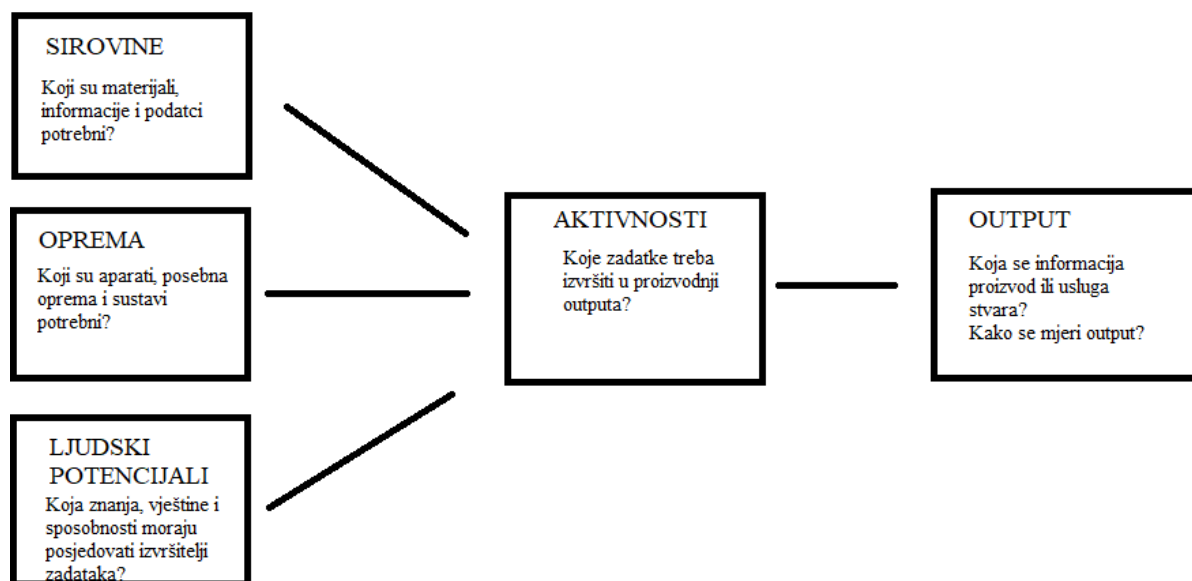 SIROVINE
Koji su materijali,
informacije i podatci
potrebni?
OPREMA
Koji su aparati, posebna
oprema i sustavi
potrebni?
LJUDSKI
POTENCIJALI
Koja znanja, vještine i
sposobnosti moraju
posjedovati izvršitelji
zadataka?
AKTIVNOSTI
Koje zadatke treba
izvršiti u proizvodnji
outputa?
OUTPUT
Koja se informacija
proizvod ili usluga
stvara?
Kako se mjeri output?